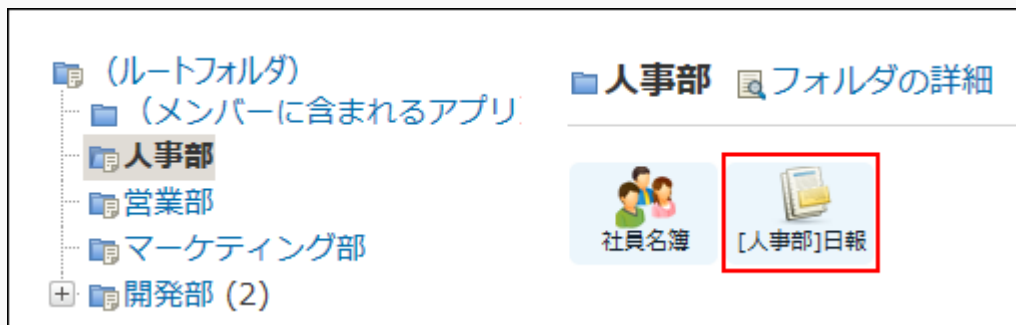 （ルートフォルダ）
（メンバーに含まれるアプリ
人事部
営業部
マーケティング部
開発部 (2)
人事部 フォルダの詳細
社員名簿
[人事部]日報